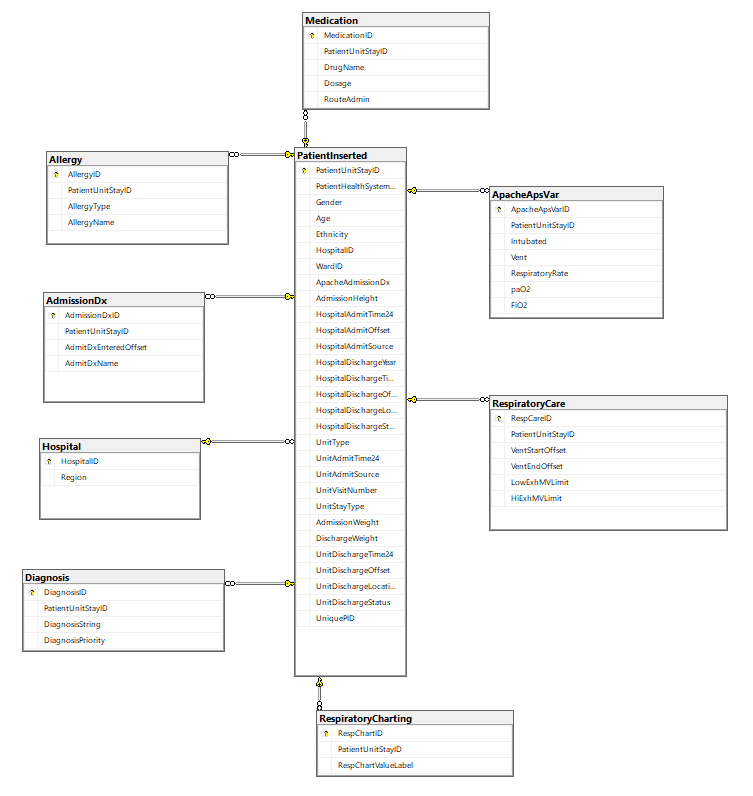 Medication
MedicationID
PatientUnitStayID
DrugName
Dosage
RouteAdmin
Allergy
AllergyID
PatientUnitStayID
AllergyType
AllergyName
PatientInserted
PatientUnitStayID
PatientHealthSystem...
Gender
Age
Ethnicity
HospitalID
WardID
ApacheAdmissionDx
AdmissionHeight
HospitalAdmitTime24
HospitalAdmitOffset
HospitalAdmitSource
HospitalDischargeYear
HospitalDischargeTi...
HospitalDischargeOf...
HospitalDischargeLo...
HospitalDischargeSt...
UnitType
UnitAdmitTime24
UnitAdmitSource
UnitVisitNumber
UnitStayType
AdmissionWeight
DischargeWeight
UnitDischargeTime24
UnitDischargeOffset
UnitDischargeLocati...
UnitDischargeStatus
UniquePID
ApacheApsVar
ApacheApsVarID
PatientUnitStayID
Intubated
Vent
RespiratoryRate
paO2
FiO2
AdmissionDx
AdmissionDxID
PatientUnitStayID
AdmitDxEnteredOffset
AdmitDxName
RespiratoryCare
RespCareID
PatientUnitStayID
VentStartOffset
VentEndOffset
LowExhMVLimit
HiExhMVLimit
Hospital
HospitalID
Region
Diagnosis
DiagnosisID
PatientUnitStayID
DiagnosisString
DiagnosisPriority
RespiratoryCharting
RespChartID
PatientUnitStayID
RespChartValueLabel